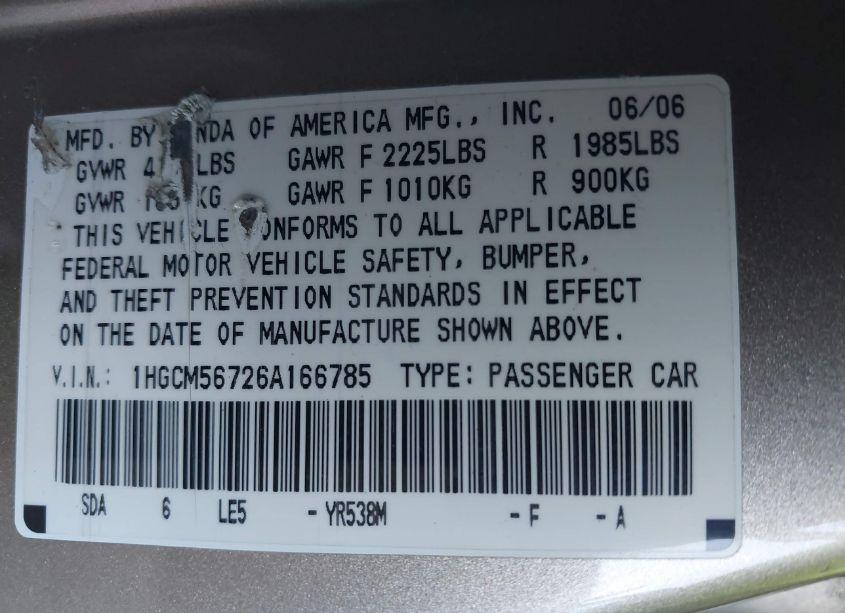 MFD. BY OF AMERICA MFG., INC. 06/06
GVWR LBS GAWR F 2225LBS R 1985LBS
GVWR KG GAWR F 1010KG R 900KG
THIS VEHICLE CONFORMS TO ALL APPLICABLE
FEDERAL MOTOR VEHICLE SAFETY, BUMPER,
AND THEFT PREVENTION STANDARDS IN EFFECT
ON THE DATE OF MANUFACTURE SHOWN ABOVE.
V.I.N.: 1HGCM56726A166785 TYPE: PASSENGER CAR
SDA 6 LE5 - YR538M - F - A